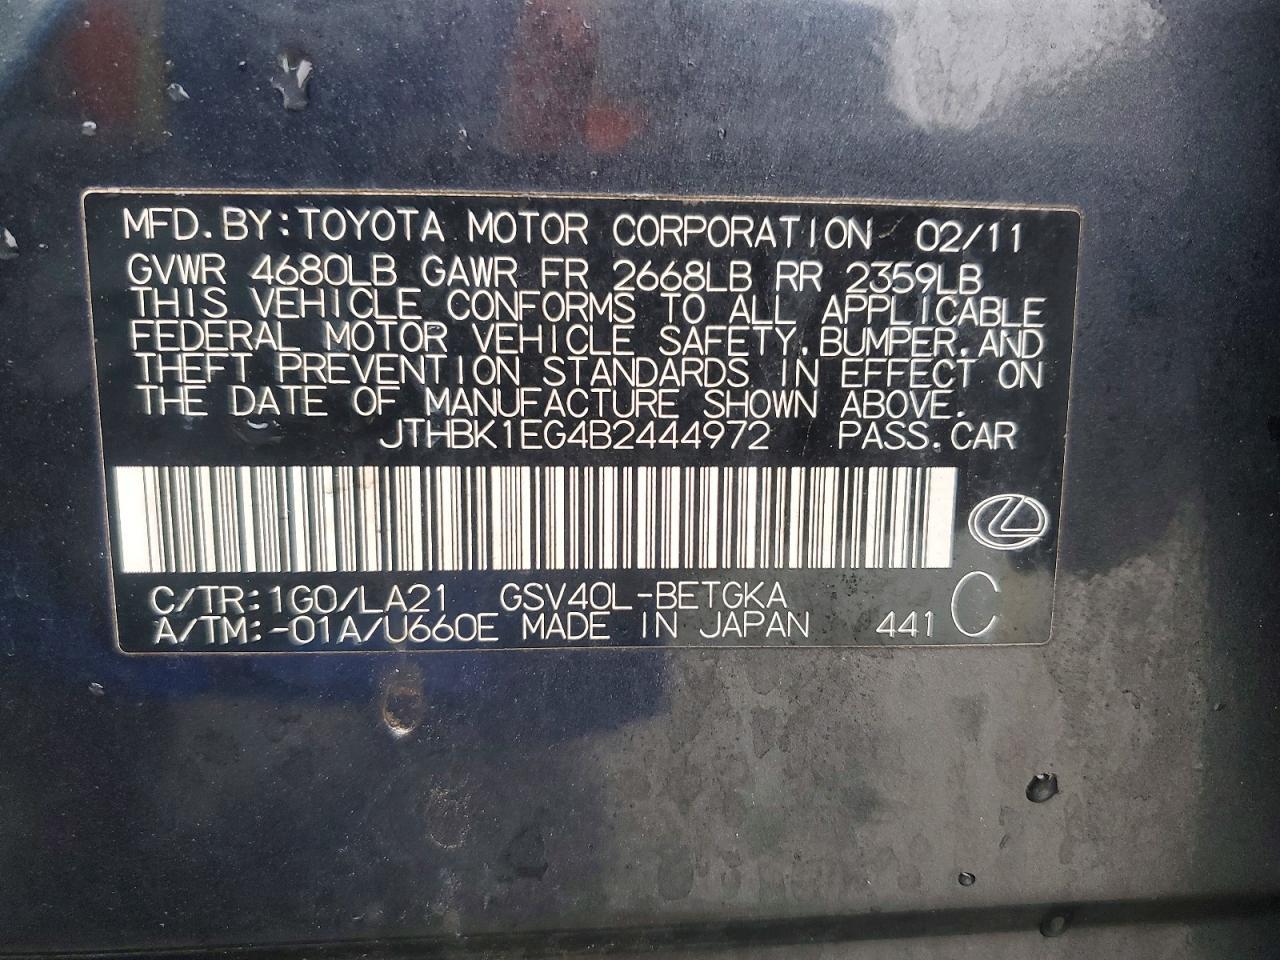 MFD.BY:TOYOTA MOTOR CORPORATION 02/11
GVWR 4680LB GAWR FR 2668LB RR 2359LB
THIS VEHICLE CONFORMS TO ALL APPLICABLE
FEDERAL MOTOR VEHICLE SAFETY,BUMPER,AND
THEFT PREVENTION STANDARDS IN EFFECT ON
THE DATE OF MANUFACTURE SHOWN ABOVE.
JTHBK1EG4B2444972 PASS.CAR
C/TR:1G0/LA21 GSV40L-BETGKA
A/TM:-01A/U660E MADE IN JAPAN 441 C